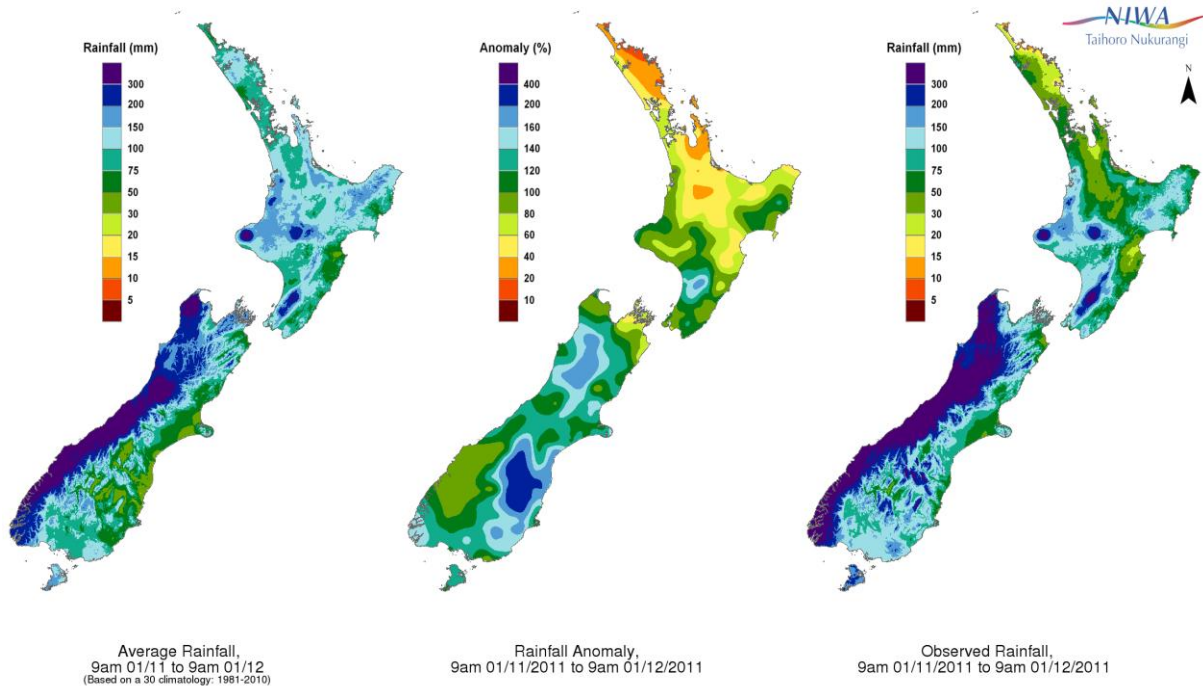 NIWA
Taihoro Nukurangi
N
Rainfall (mm)
300
200
150
100
75
50
30
20
15
10
5
Anomaly (%)
400
200
160
140
120
100
80
60
40
20
10
Rainfall (mm)
300
200
150
100
75
50
30
20
15
10
5
Average Rainfall,
9am 01/11 to 9am 01/12
(Based on a 30 climatology: 1981-2010)
Rainfall Anomaly,
9am 01/11/2011 to 9am 01/12/2011
Observed Rainfall,
9am 01/11/2011 to 9am 01/12/2011